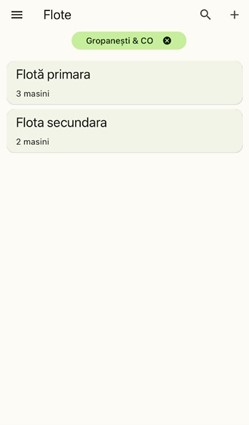 Flote
Gropanești & CO
Flotă primara
3 masini
Flota secundara
2 masini